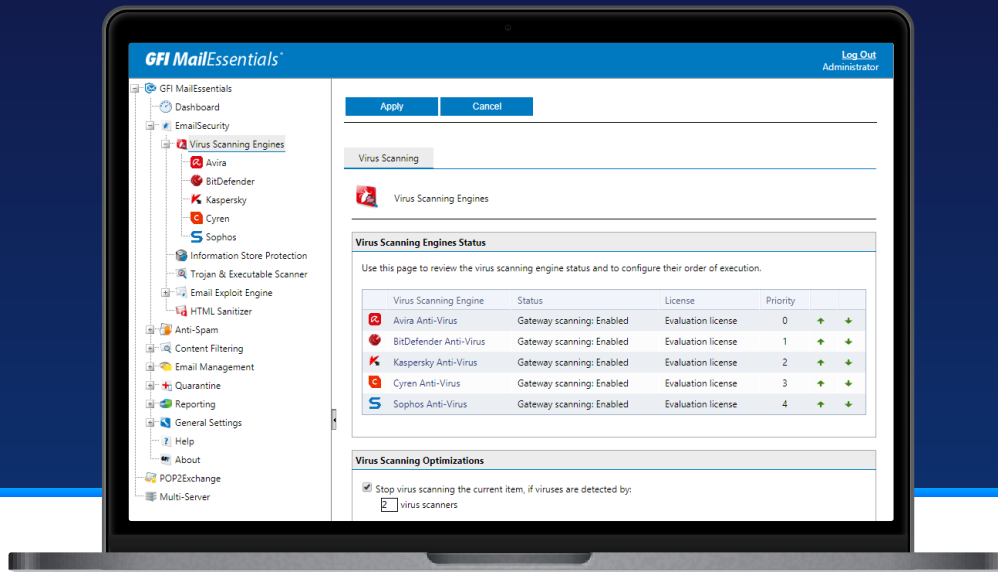 GFI MailEssentials
Log Out
Administrator
GFI MailEssentials
Dashboard
EmailSecurity
Virus Scanning Engines
Avira
BitDefender
Kaspersky
Cyren
Sophos
Information Store Protection
Trojan & Executable Scanner
Email Exploit Engine
HTML Sanitizer
Anti-Spam
Content Filtering
Email Management
Quarantine
Reporting
General Settings
Help
About
POP2Exchange
Multi-Server
Apply Cancel
Virus Scanning
Virus Scanning Engines
Virus Scanning Engines Status
Use this page to review the virus scanning engine status and to configure their order of execution.
Virus Scanning Engine Status License Priority
Avira Anti-Virus Gateway scanning: Enabled Evaluation license 0
BitDefender Anti-Virus Gateway scanning: Enabled Evaluation license 1
Kaspersky Anti-Virus Gateway scanning: Enabled Evaluation license 2
Cyren Anti-Virus Gateway scanning: Enabled Evaluation license 3
Sophos Anti-Virus Gateway scanning: Enabled Evaluation license 4
Virus Scanning Optimizations
Stop virus scanning the current item, if viruses are detected by:
2 virus scanners